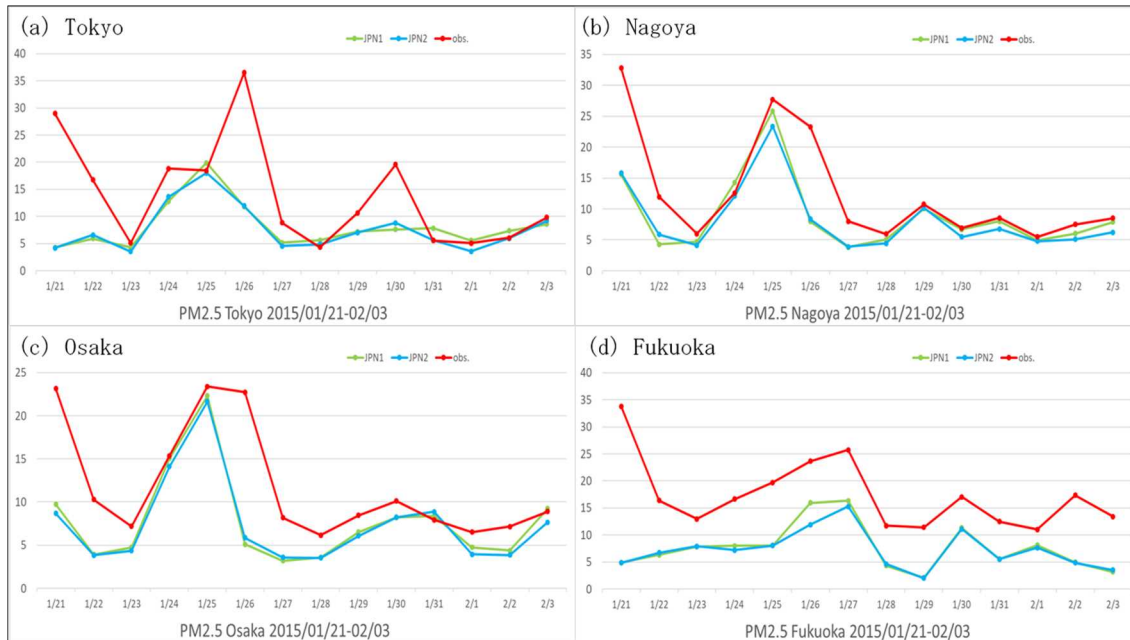 (a) Tokyo
JPN1 JPN2 obs.
40
35
30
25
20
15
10
5
0
1/21 1/22 1/23 1/24 1/25 1/26 1/27 1/28 1/29 1/30 1/31 2/1 2/2 2/3
PM2.5 Tokyo 2015/01/21-02/03
(b) Nagoya
JPN1 JPN2 obs.
35
30
25
20
15
10
5
0
1/21 1/22 1/23 1/24 1/25 1/26 1/27 1/28 1/29 1/30 1/31 2/1 2/2 2/3
PM2.5 Nagoya 2015/01/21-02/03
(c) Osaka
JPN1 JPN2 obs.
25
20
15
10
5
0
1/21 1/22 1/23 1/24 1/25 1/26 1/27 1/28 1/29 1/30 1/31 2/1 2/2 2/3
PM2.5 Osaka 2015/01/21-02/03
(d) Fukuoka
JPN1 JPN2 obs.
40
35
30
25
20
15
10
5
0
1/21 1/22 1/23 1/24 1/25 1/26 1/27 1/28 1/29 1/30 1/31 2/1 2/2 2/3
PM2.5 Fukuoka 2015/01/21-02/03